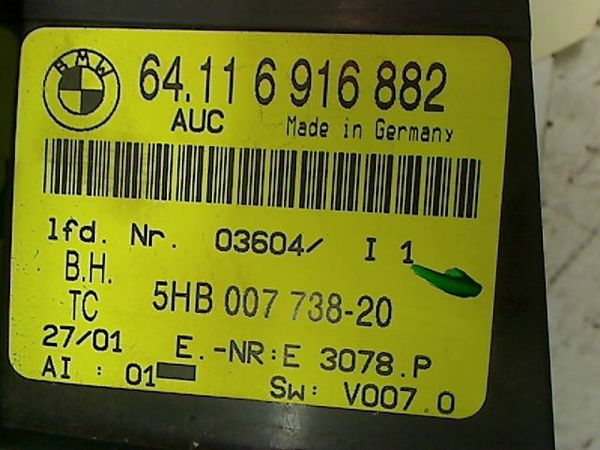 BMW
64.11 6 916 882
AUC Made in Germany
lfd. Nr. 03604/ I 1
B.H.
TC 5HB 007 738-20
27/01 E.-NR:E 3078.P
AI : 01 Sw: V007.0